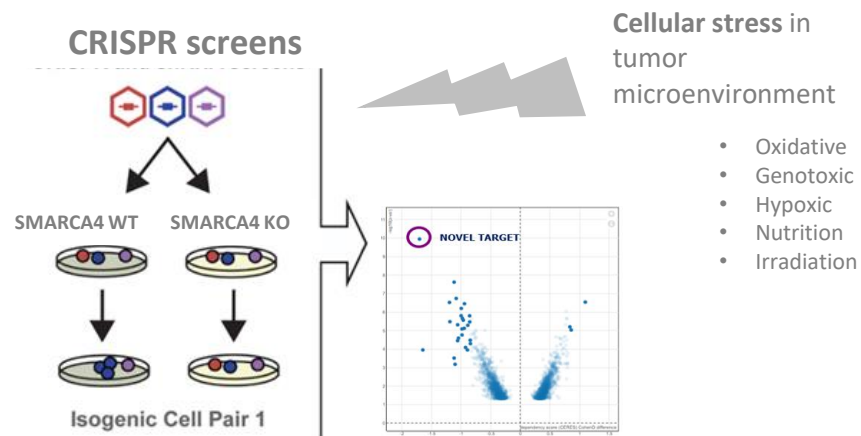 CRISPR screens
SMARCA4 WT
SMARCA4 KO
Isogenic Cell Pair 1
NOVEL TARGET
Cellular stress in
tumor
microenvironment
• Oxidative
• Genotoxic
• Hypoxic
• Nutrition
• Irradiation